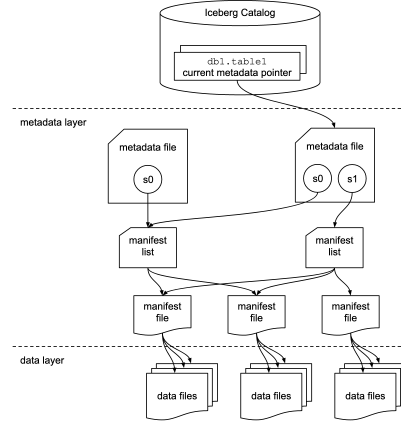 Iceberg Catalog
db1.table1
current metadata pointer
metadata layer
metadata file
metadata file
s0
s0
s1
manifest
list
manifest
list
manifest
file
manifest
file
manifest
file
data layer
data files
data files
data files